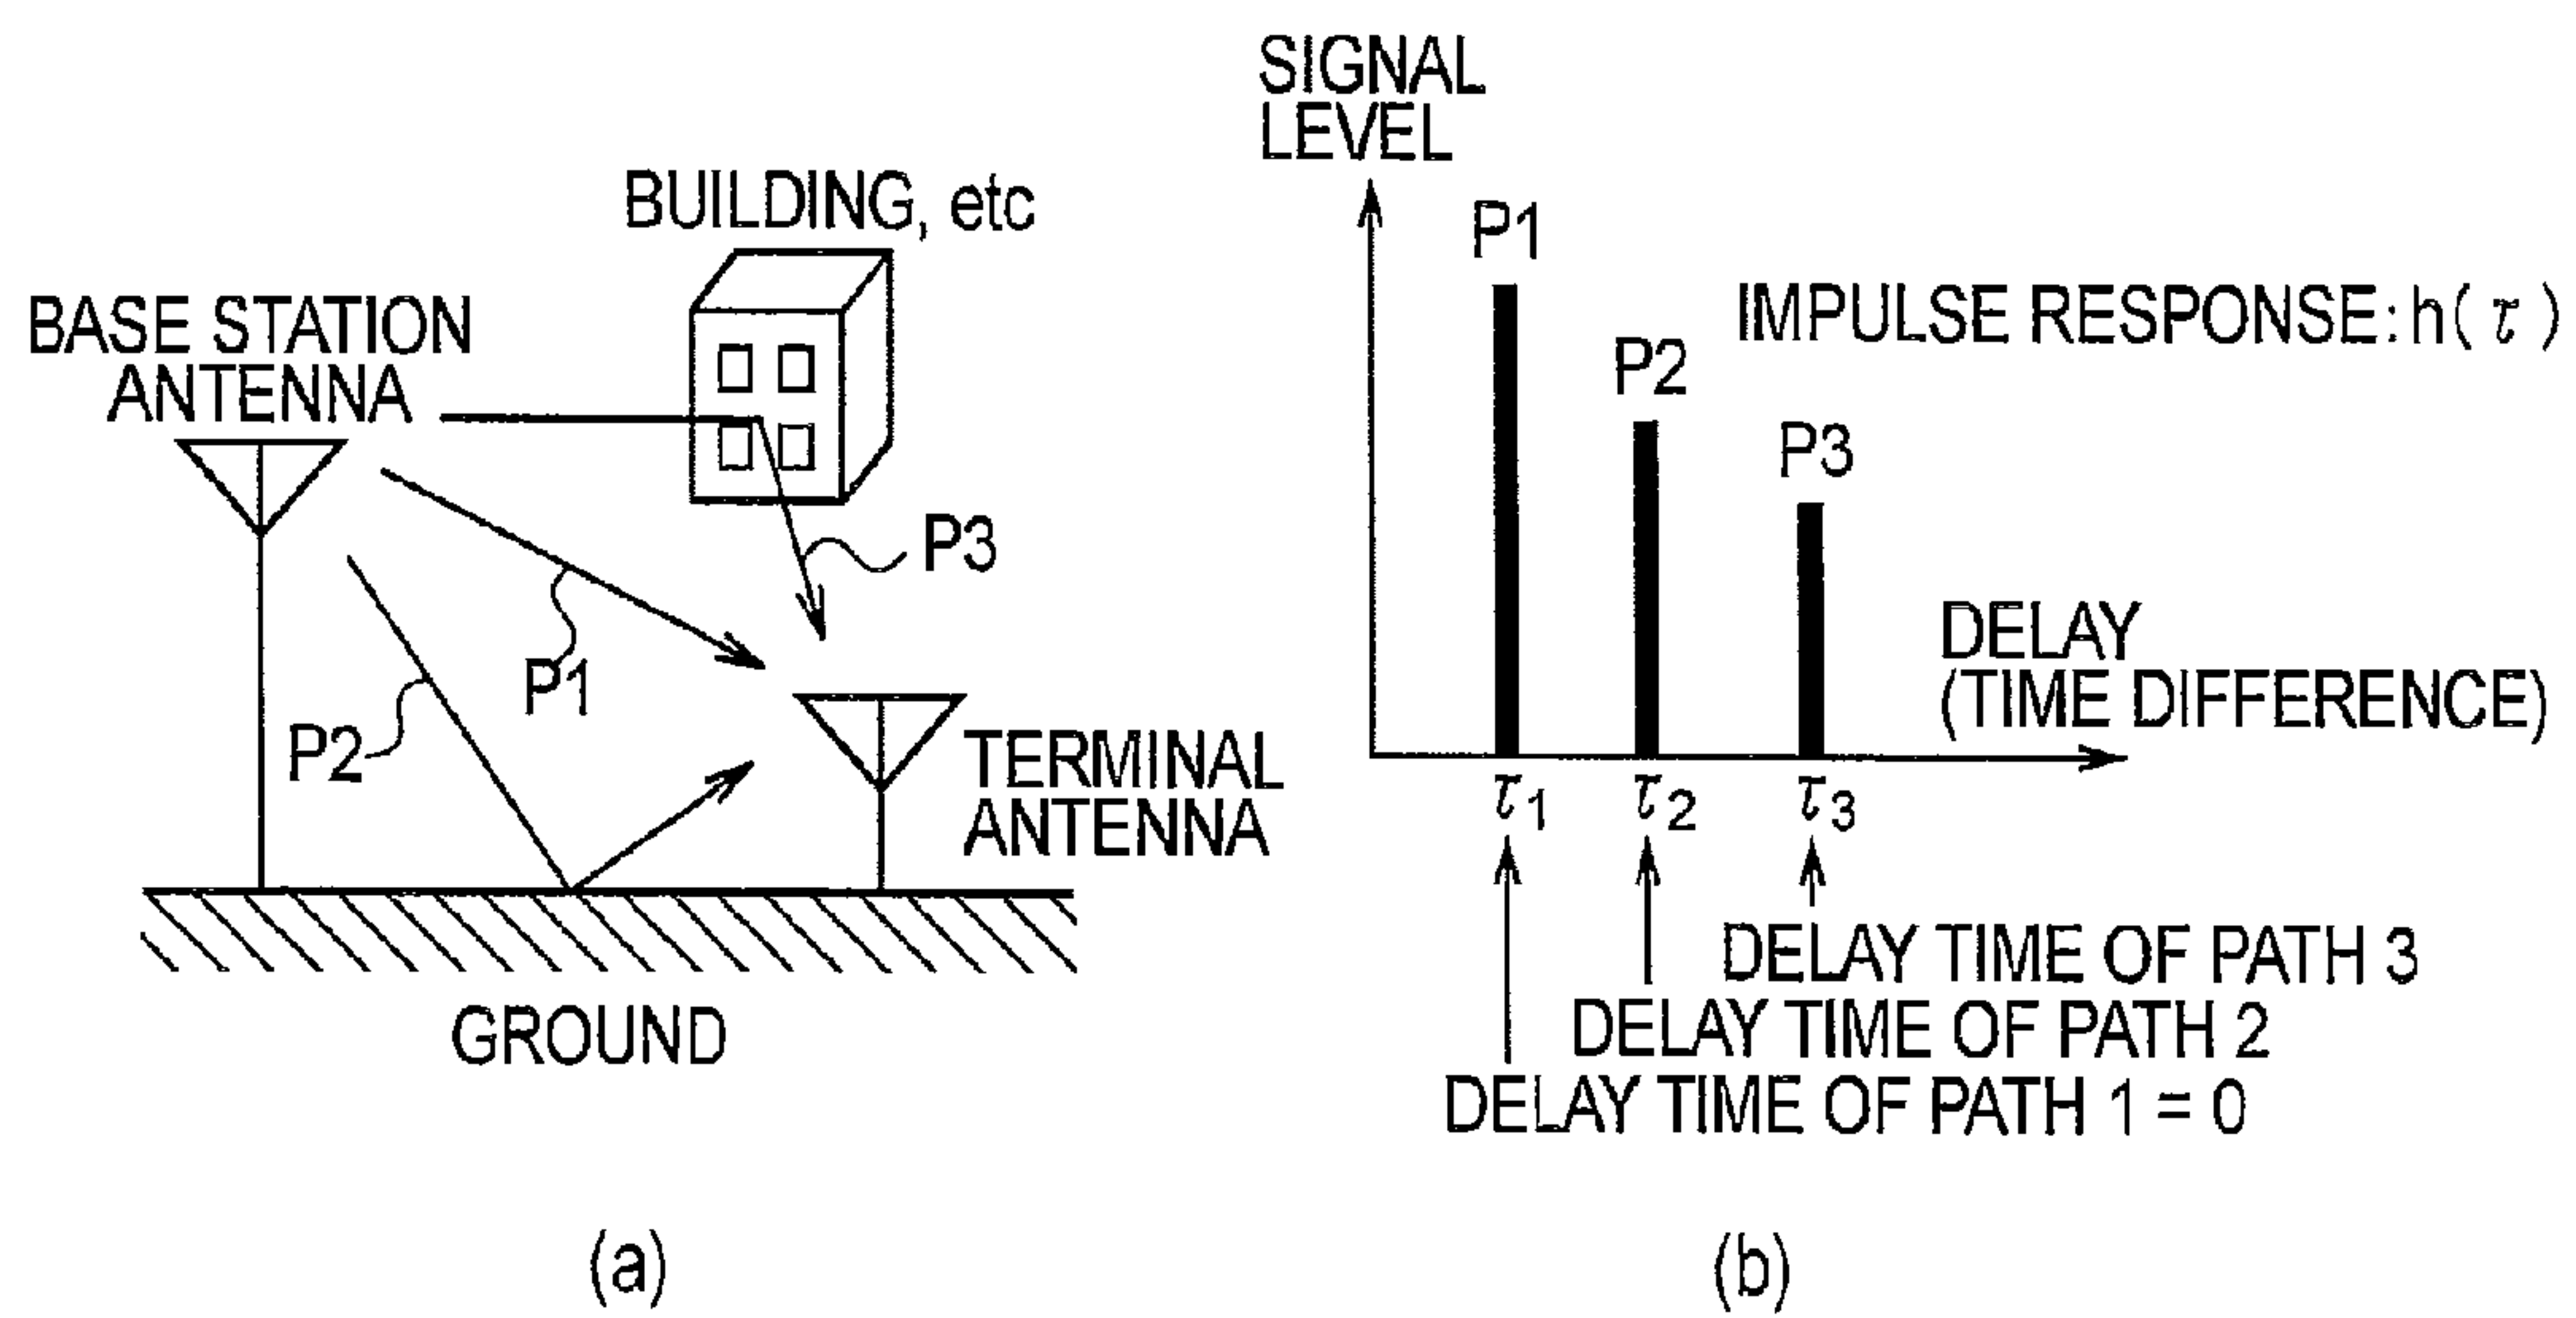 BUILDING, etc
BASE STATION
ANTENNA
P3
P1
P2
TERMINAL
ANTENNA
GROUND
(a)
SIGNAL
LEVEL
P1
P2
P3
IMPULSE RESPONSE: h(τ)
DELAY
(TIME DIFFERENCE)
τ1 τ2 τ3
DELAY TIME OF PATH 3
DELAY TIME OF PATH 2
DELAY TIME OF PATH 1 = 0
(b)